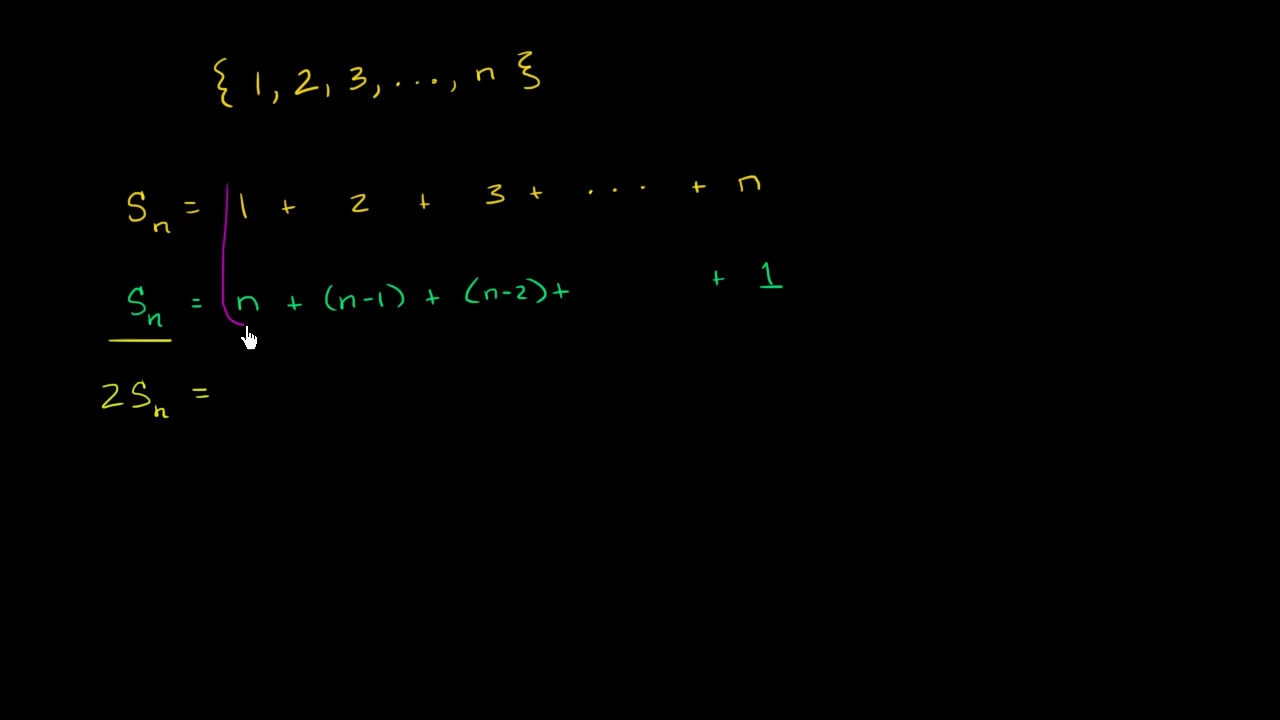 { 1, 2, 3, ..., n }
Sn = 1 + 2 + 3 + ... + n
Sn = n + (n-1) + (n-2) + + 1
2Sn =